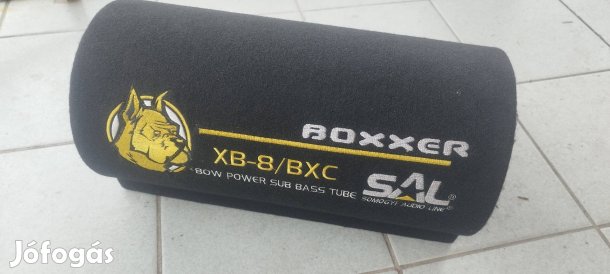 BOXXER
XB-8/BXC
80W POWER SUB BASS TUBE
SAL®
SOMOGYI AUDIO LINE®
Jófogás